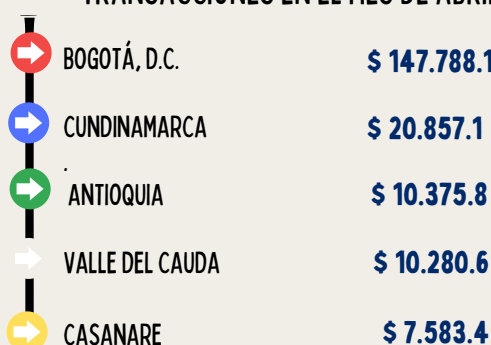 BOGOTÁ, D.C. $ 147.788.1
CUNDINAMARCA $ 20.857.1
.
ANTIOQUIA $ 10.375.8
VALLE DEL CAUDA $ 10.280.6
CASANARE $ 7.583.4